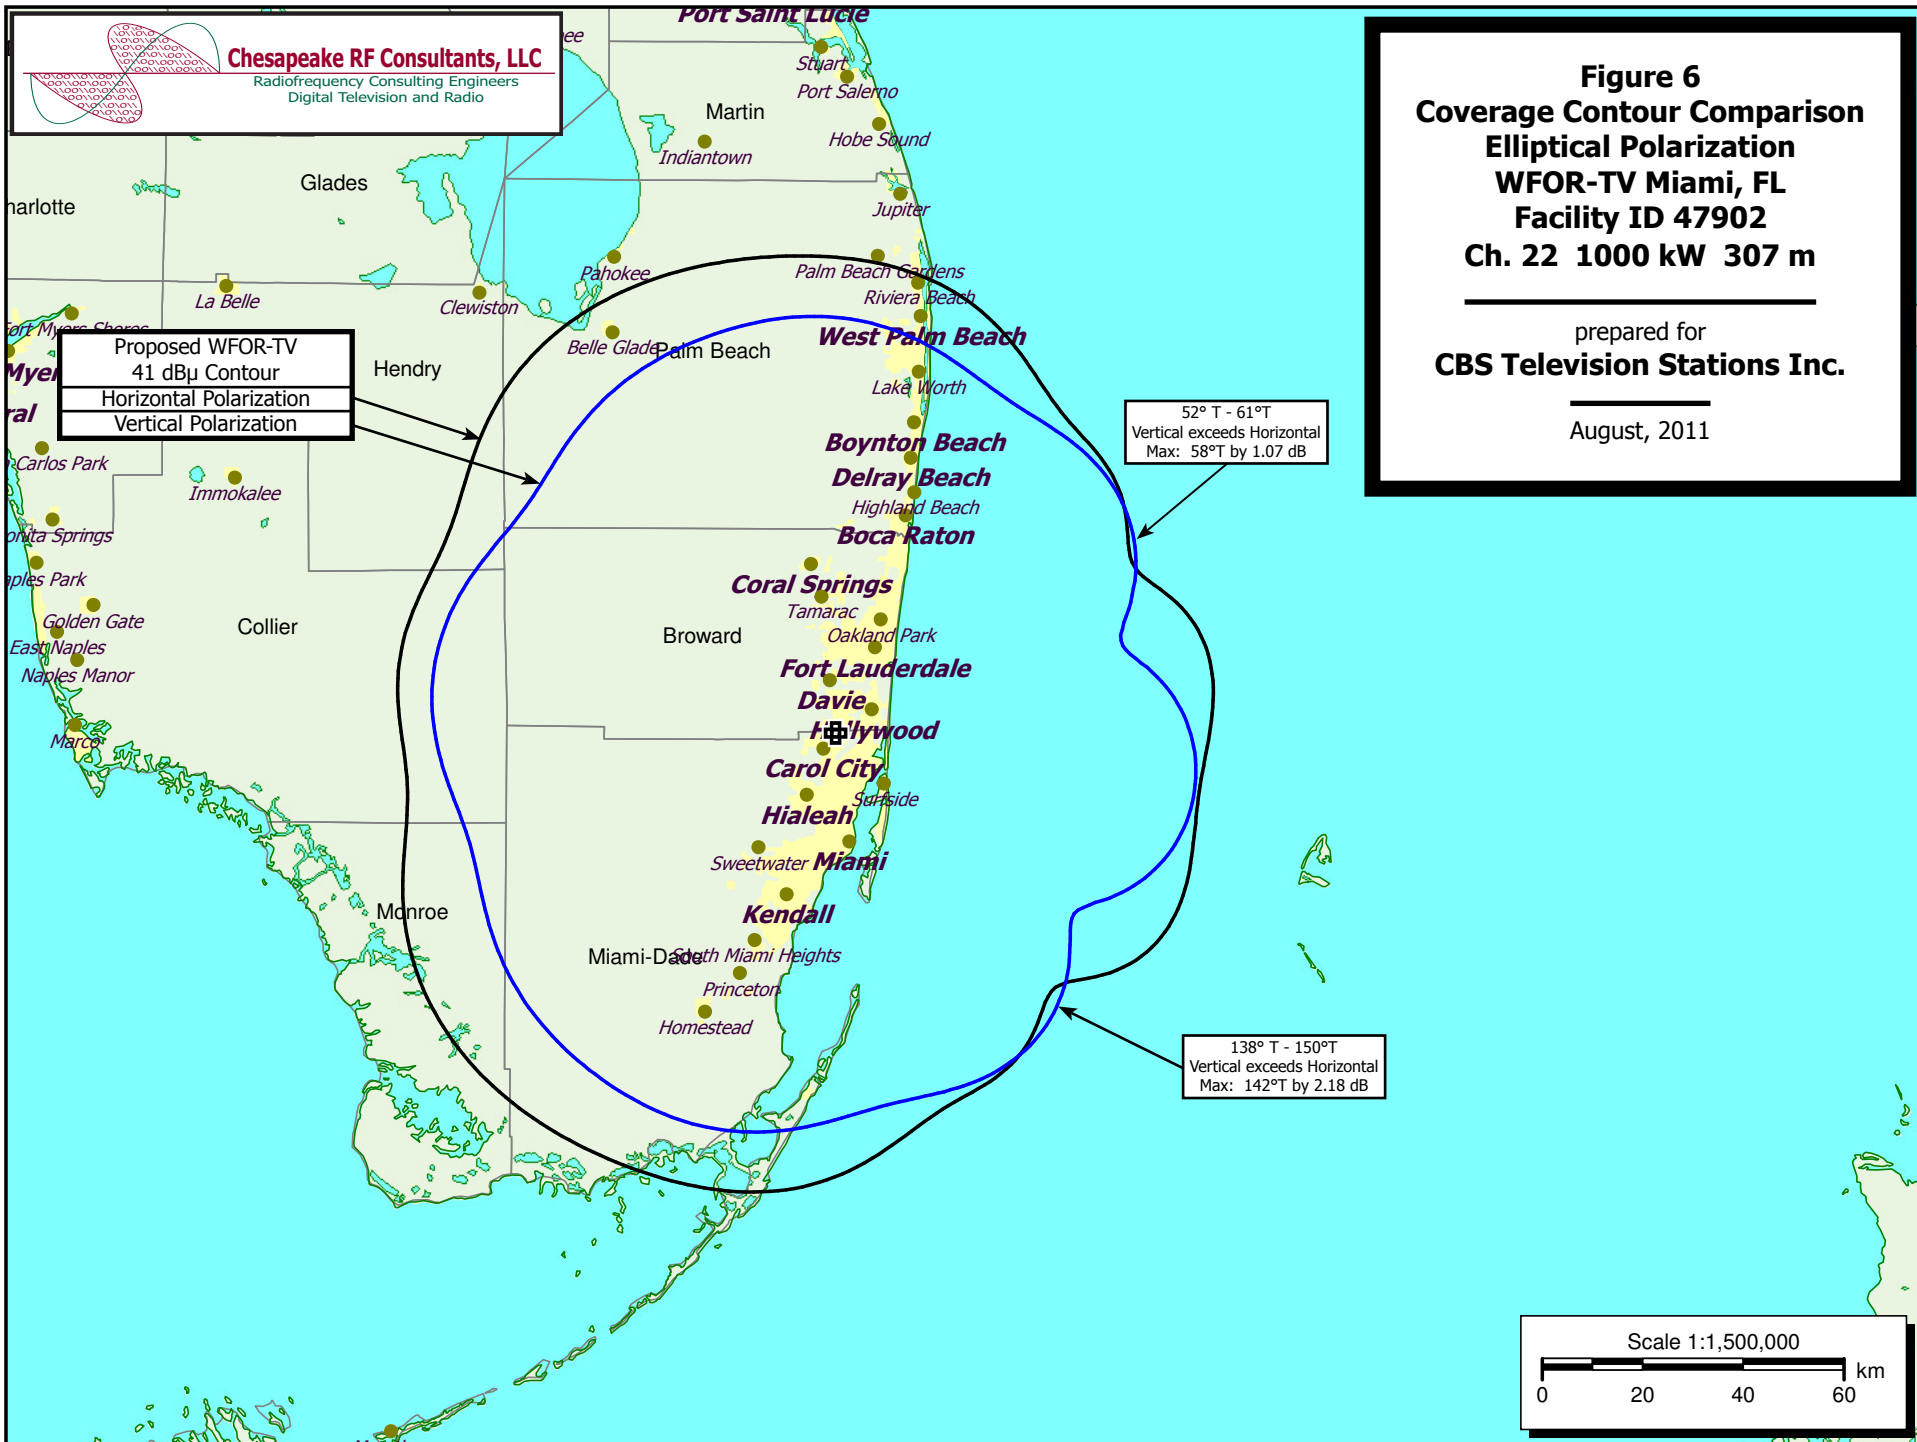 Port Saint Lucie
Chesapeake RF Consultants, LLC
Radiofrequency Consulting Engineers
Digital Television and Radio
ee
Stuart
Port Salerno
Martin
Hobe Sound
Indiantown
Glades
harlotte
Jupiter
Figure 6
Coverage Contour Comparison
Elliptical Polarization
WFOR-TV Miami, FL
Facility ID 47902
Ch. 22 1000 kW 307 m
prepared for
CBS Television Stations Inc.
August, 2011
Pahokee
Palm Beach Gardens
La Belle
Clewiston
Riviera Beach
Fort Myers Shores
West Palm Beach
Belle Glade
Palm Beach
Proposed WFOR-TV
41 dBµ Contour
Horizontal Polarization
Vertical Polarization
Hendry
Myer
Lake Worth
ral
52° T - 61°T
Vertical exceeds Horizontal
Max: 58°T by 1.07 dB
Boynton Beach
Carlos Park
Delray Beach
Immokalee
Highland Beach
onita Springs
Boca Raton
aples Park
Coral Springs
Tamarac
Golden Gate
Collier
Broward
Oakland Park
East Naples
Naples Manor
Fort Lauderdale
Davie
Hollywood
Marco
Carol City
Surfside
Hialeah
Sweetwater
Miami
Monroe
Kendall
Miami-Dade
South Miami Heights
Princeton
Homestead
138° T - 150°T
Vertical exceeds Horizontal
Max: 142°T by 2.18 dB
Scale 1:1,500,000
km
0 20 40 60